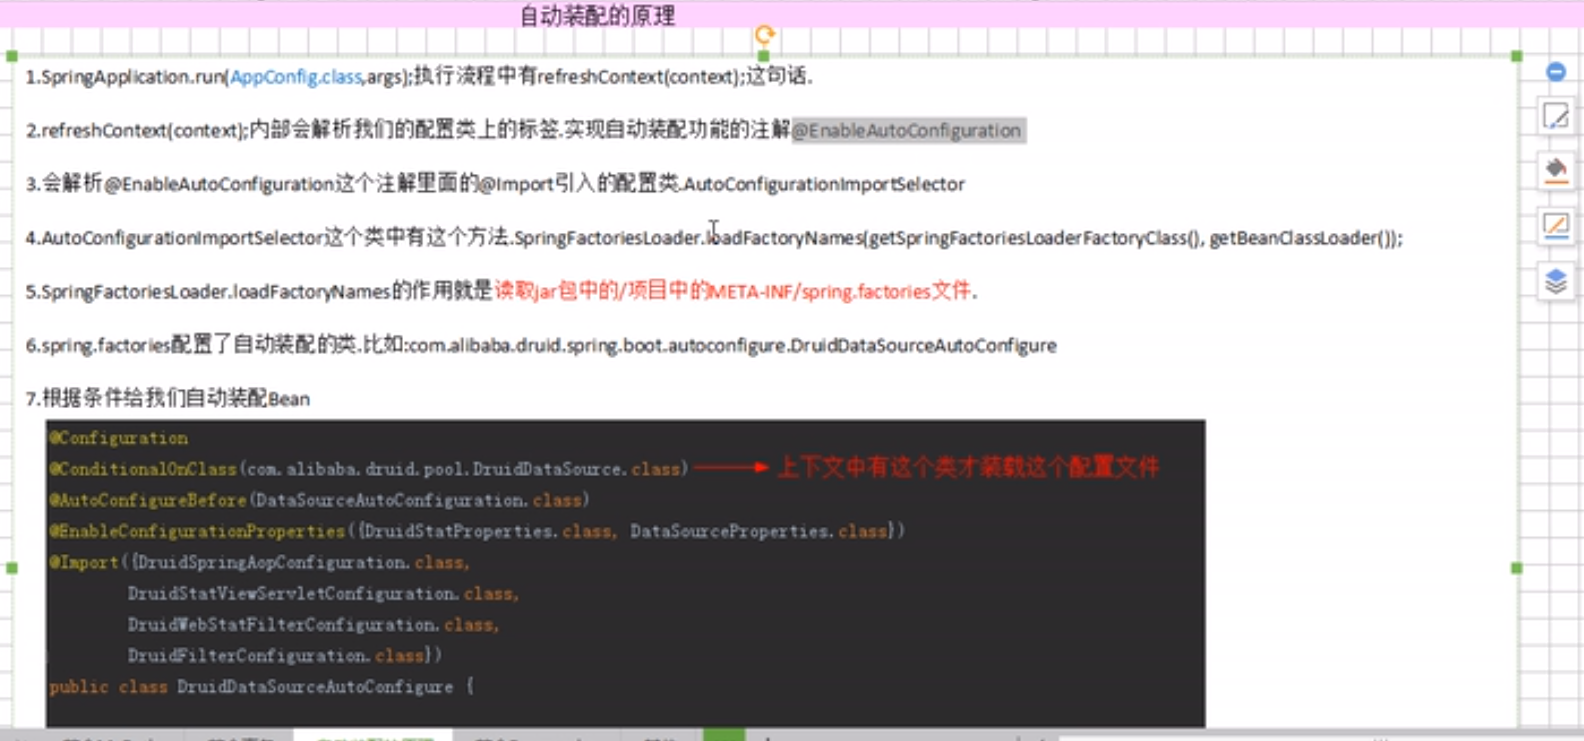 自动装配的原理
1.SpringApplication.run(AppConfig.class,args);执行流程中有refreshContext(context);这句话.
2.refreshContext(context);内部会解析我们的配置类上的标签.实现自动装配功能的注解@EnableAutoConfiguration
3.会解析@EnableAutoConfiguration这个注解里面的@Import引入的配置类.AutoConfigurationImportSelector
4.AutoConfigurationImportSelector这个类中有这个方法.SpringFactoriesLoader.loadFactoryNames(getSpringFactoriesLoaderFactoryClass(), getBeanClassLoader());
5.SpringFactoriesLoader.loadFactoryNames的作用就是读取jar包中的/项目中的META-INF/spring.factories文件.
6.spring.factories配置了自动装配的类.比如:com.alibaba.druid.spring.boot.autoconfigure.DruidDataSourceAutoConfigure
7.根据条件给我们自动装配Bean
@Configuration
@ConditionalOnClass(com.alibaba.druid.pool.DruidDataSource.class) 上下文中有这个类才装载这个配置文件
@AutoConfigureBefore(DataSourceAutoConfiguration.class)
@EnableConfigurationProperties({DruidStatProperties.class, DataSourceProperties.class})
@Import({DruidSpringAopConfiguration.class,
DruidStatViewServletConfiguration.class,
DruidWebStatFilterConfiguration.class,
DruidFilterConfiguration.class})
public class DruidDataSourceAutoConfigure {